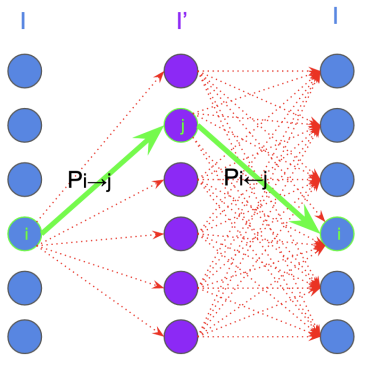 I I’ I
j
Pi→j Pi←j
i i